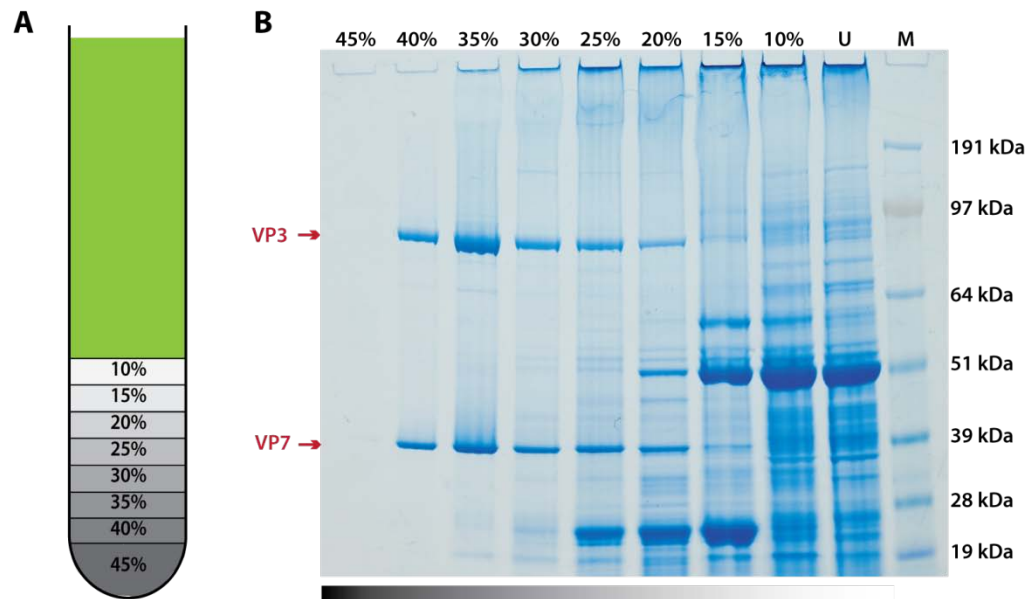 A
10%
15%
20%
25%
30%
35%
40%
45%
B
45% 40% 35% 30% 25% 20% 15% 10% U M
VP3
VP7
191 kDa
97 kDa
64 kDa
51 kDa
39 kDa
28 kDa
19 kDa